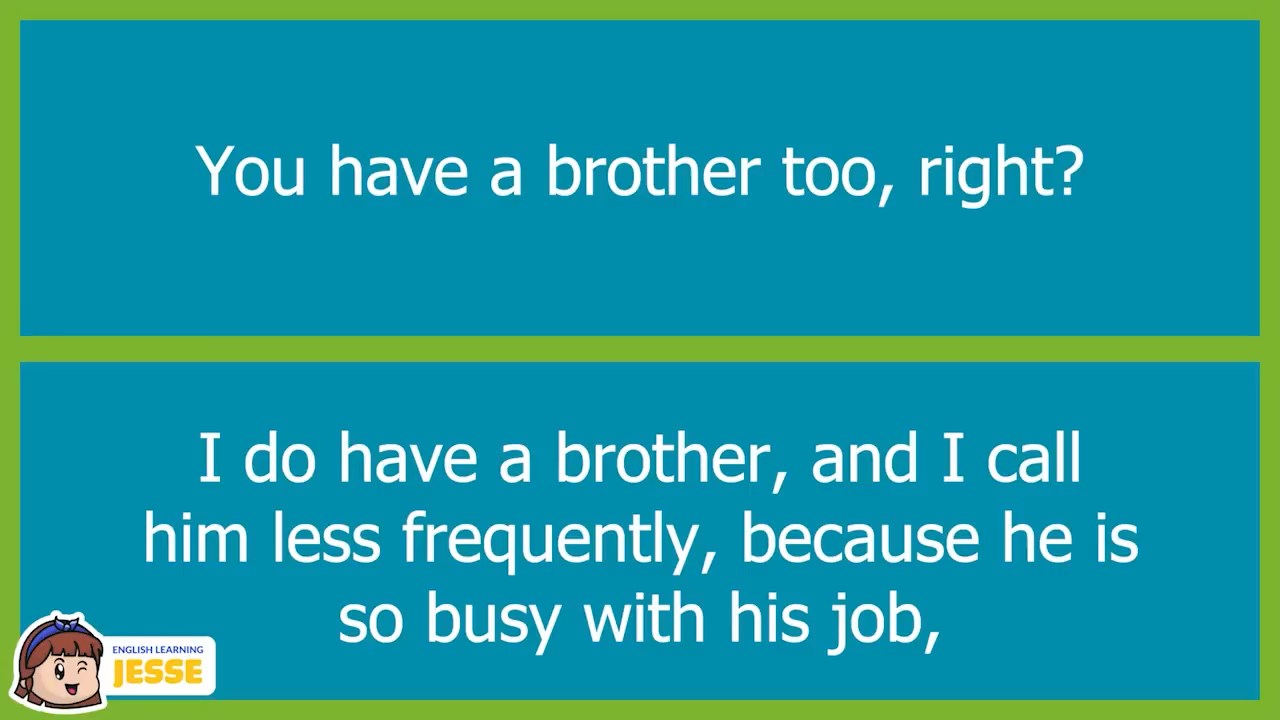 You have a brother too, right?
I do have a brother, and I call
him less frequently, because he is
so busy with his job,
ENGLISH LEARNING
JESSE